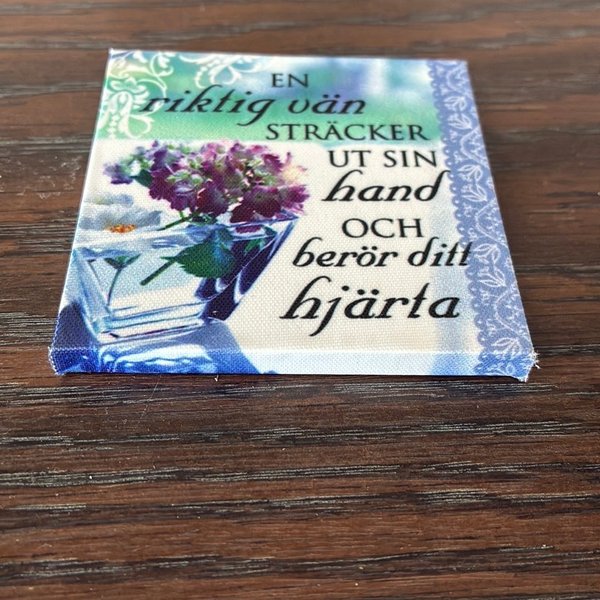 EN
riktig vän
STRÄCKER
UT SIN
hand
OCH
berör ditt
hjärta